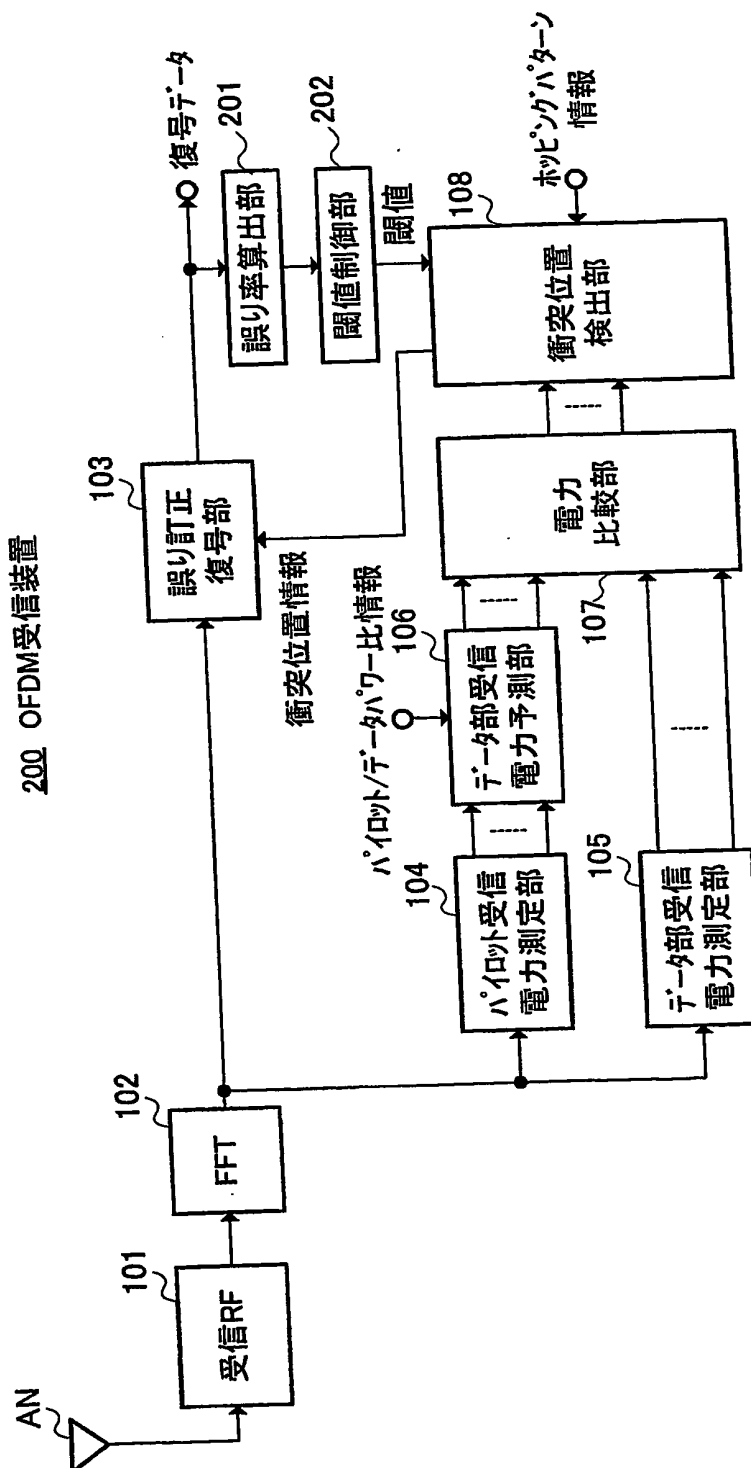 200 OFDM受信装置
AN
101
受信RF
102
FFT
103
誤り訂正
復号部
復号データ
201
誤り率算出部
202
閾値制御部
閾値
衝突位置情報
パイロット/データパワー比情報
104
パイロット受信
電力測定部
106
データ部受信
電力予測部
105
データ部受信
電力測定部
107
電力
比較部
108
衝突位置
検出部
ホッピングパターン
情報